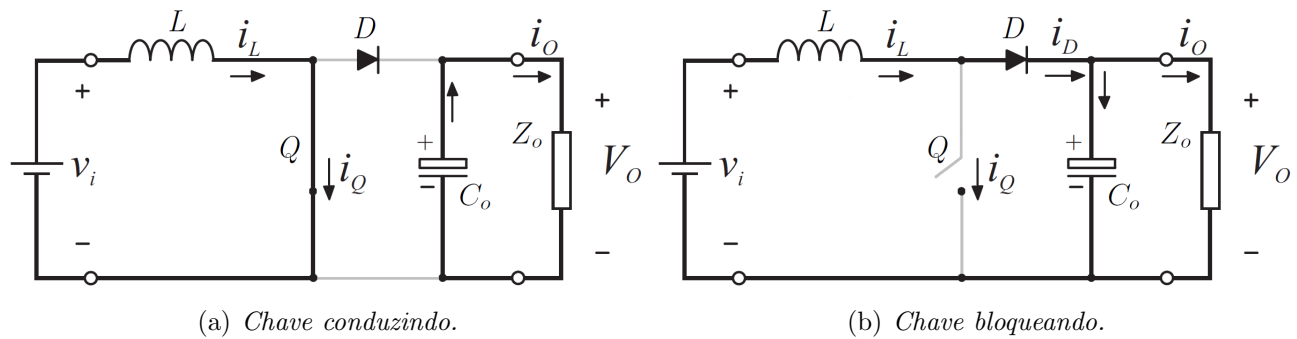 L i_L D i_O L i_L D i_D i_O
+ + + +
Q + Z_o V_O Q + Z_o V_O
v_i i_Q − C_o v_i i_Q − C_o
− − − −
(a) Chave conduzindo. (b) Chave bloqueando.